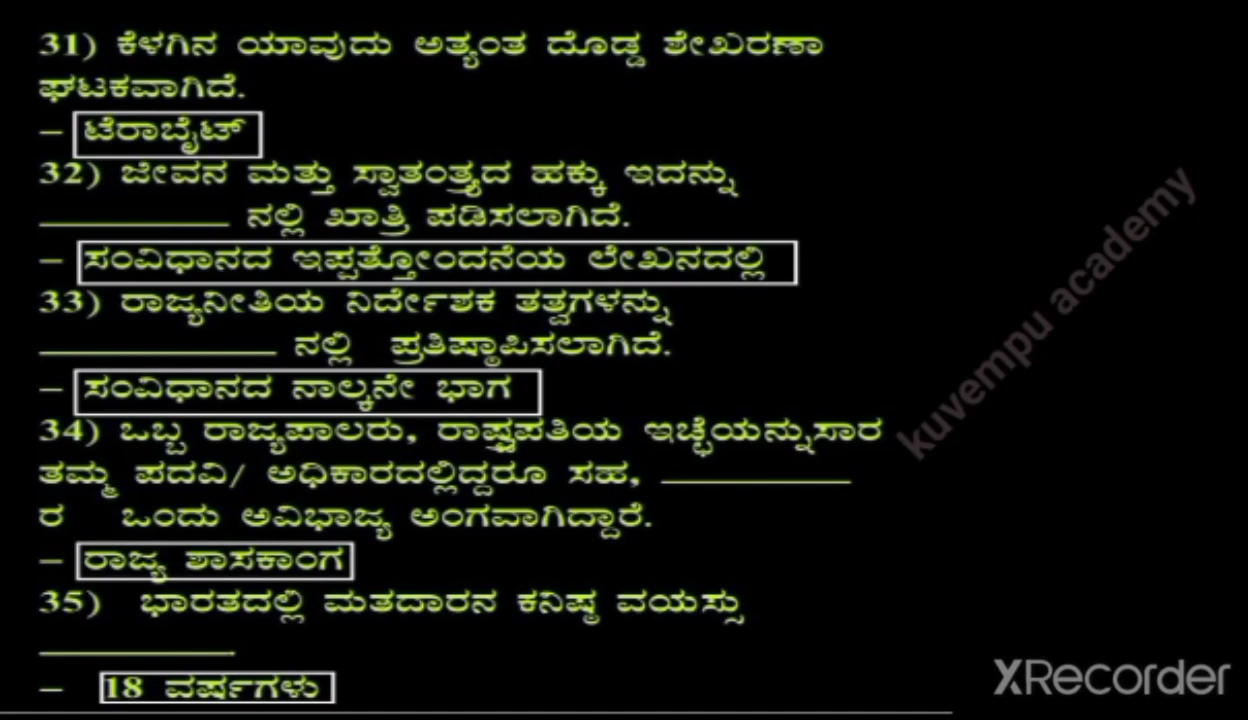 31) ಕೆಳಗಿನ ಯಾವುದು ಅತ್ಯಂತ ದೊಡ್ಡ ಶೇಖರಣಾ
ಘಟಕವಾಗಿದೆ.
– ಟೆರಾಬೈಟ್
32) ಜೀವನ ಮತ್ತು ಸ್ವಾತಂತ್ರ್ಯದ ಹಕ್ಕು ಇದನ್ನು
__________ ನಲ್ಲಿ ಖಾತ್ರಿ ಪಡಿಸಲಾಗಿದೆ.
– ಸಂವಿಧಾನದ ಇಪ್ಪತ್ತೋಂದನೆಯ ಲೇಖನದಲ್ಲಿ
33) ರಾಜ್ಯನೀತಿಯ ನಿರ್ದೇಶಕ ತತ್ವಗಳನ್ನು
____________ ನಲ್ಲಿ ಪ್ರತಿಷ್ಠಾಪಿಸಲಾಗಿದೆ.
– ಸಂವಿಧಾನದ ನಾಲ್ಕನೇ ಭಾಗ
34) ಒಬ್ಬ ರಾಜ್ಯಪಾಲರು, ರಾಷ್ಟ್ರಪತಿಯ ಇಚ್ಛೆಯನ್ನುಸಾರ
ತಮ್ಮ ಪದವಿ/ ಅಧಿಕಾರದಲ್ಲಿದ್ದರೂ ಸಹ, __________
ರ ಒಂದು ಅವಿಭಾಜ್ಯ ಅಂಗವಾಗಿದ್ದಾರೆ.
– ರಾಜ್ಯ ಶಾಸಕಾಂಗ
35) ಭಾರತದಲ್ಲಿ ಮತದಾರನ ಕನಿಷ್ಠ ವಯಸ್ಸು
__________.
– 18 ವರ್ಷಗಳು
kuvempu academy
XRecorder